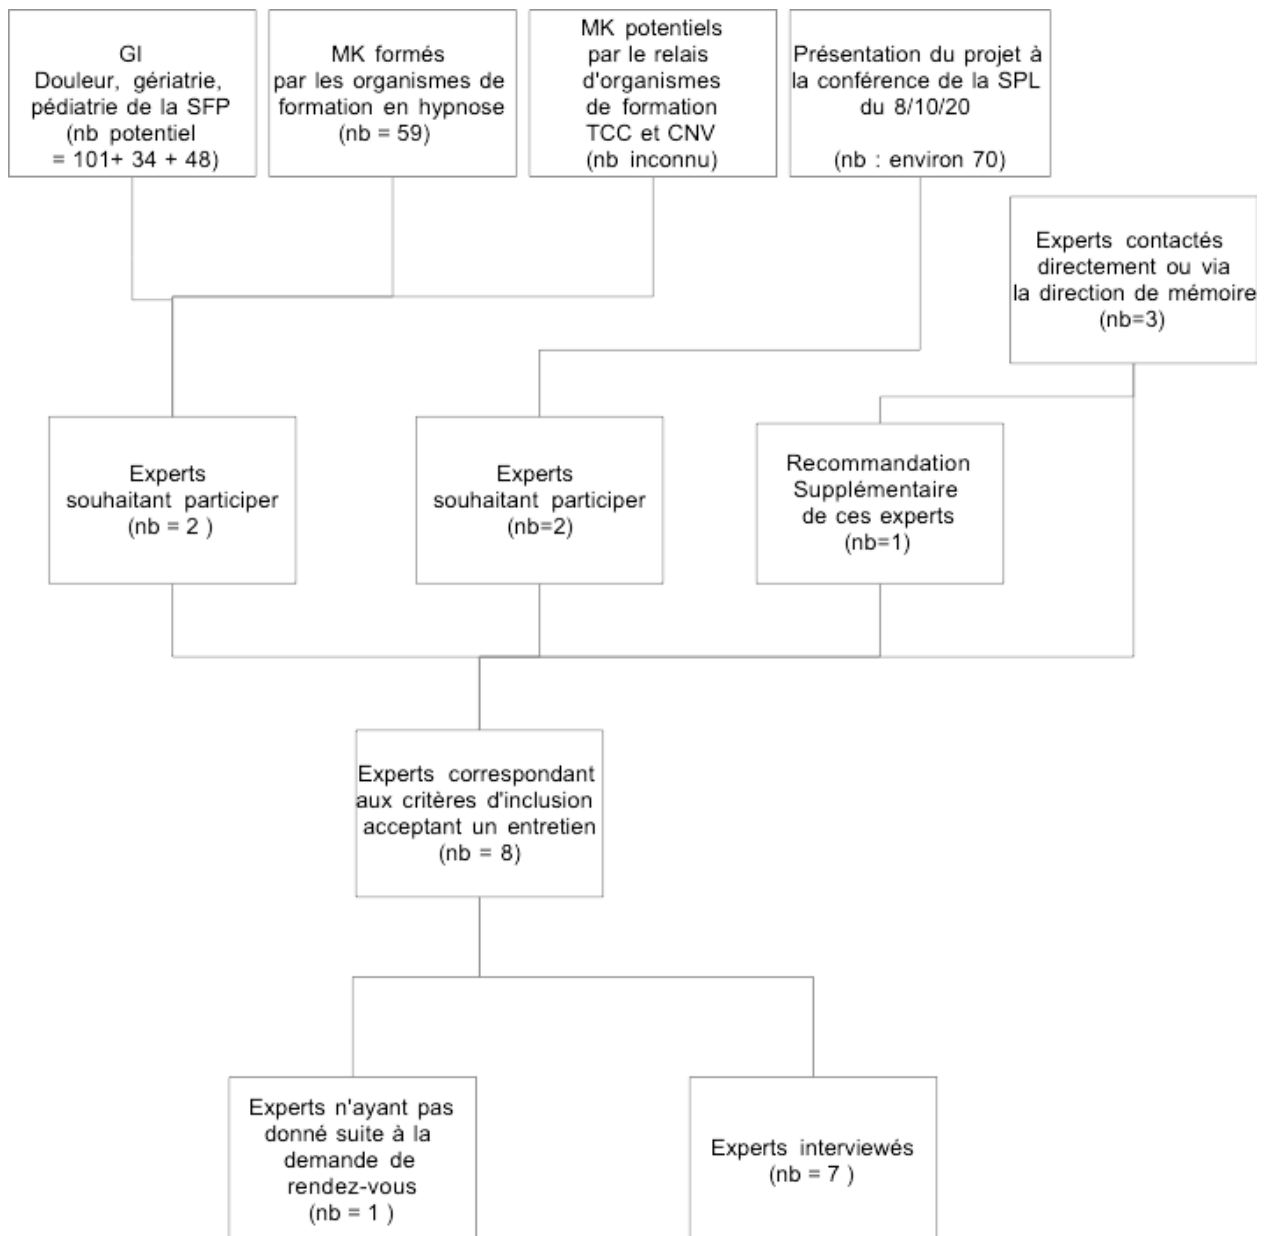 GI
Douleur, gériatrie,
pédiatrie de la SFP
(nb potentiel
= 101+ 34 + 48)
MK formés
par les organismes de
formation en hypnose
(nb = 59)
MK potentiels
par le relais
d'organismes
de formation
TCC et CNV
(nb inconnu)
Présentation du projet à
la conférence de la SPL
du 8/10/20
(nb : environ 70)
Experts contactés
directement ou via
la direction de mémoire
(nb=3)
Experts
souhaitant participer
(nb = 2 )
Experts
souhaitant participer
(nb=2)
Recommandation
Supplémentaire
de ces experts
(nb=1)
Experts correspondant
aux critères d'inclusion
acceptant un entretien
(nb = 8)
Experts n'ayant pas
donné suite à la
demande de
rendez-vous
(nb = 1 )
Experts interviewés
(nb = 7 )